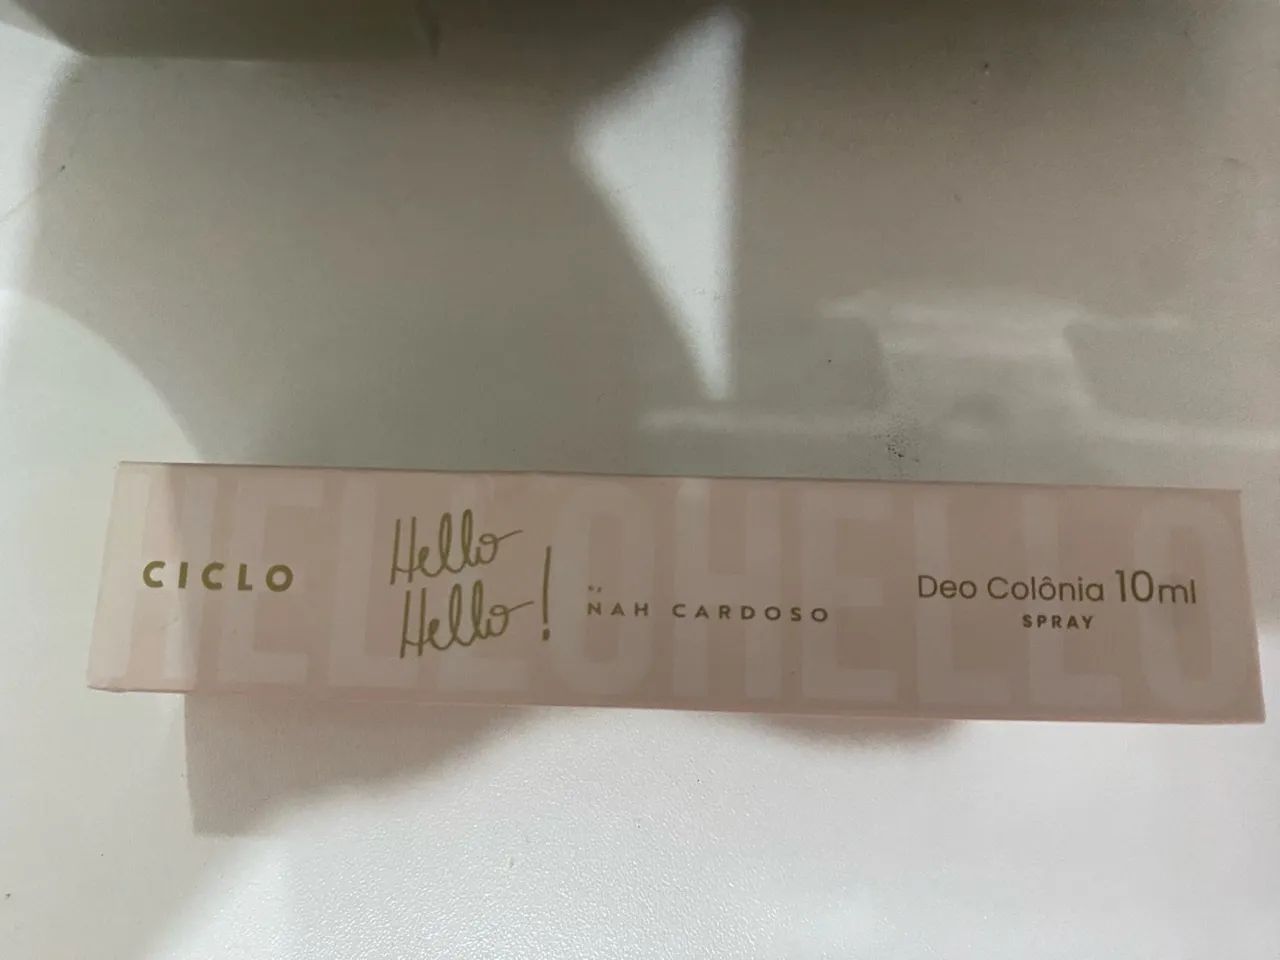 CICLO
Hello
Hello!
by
NAH CARDOSO
Deo Colônia 10ml
SPRAY
HELLOHELLO